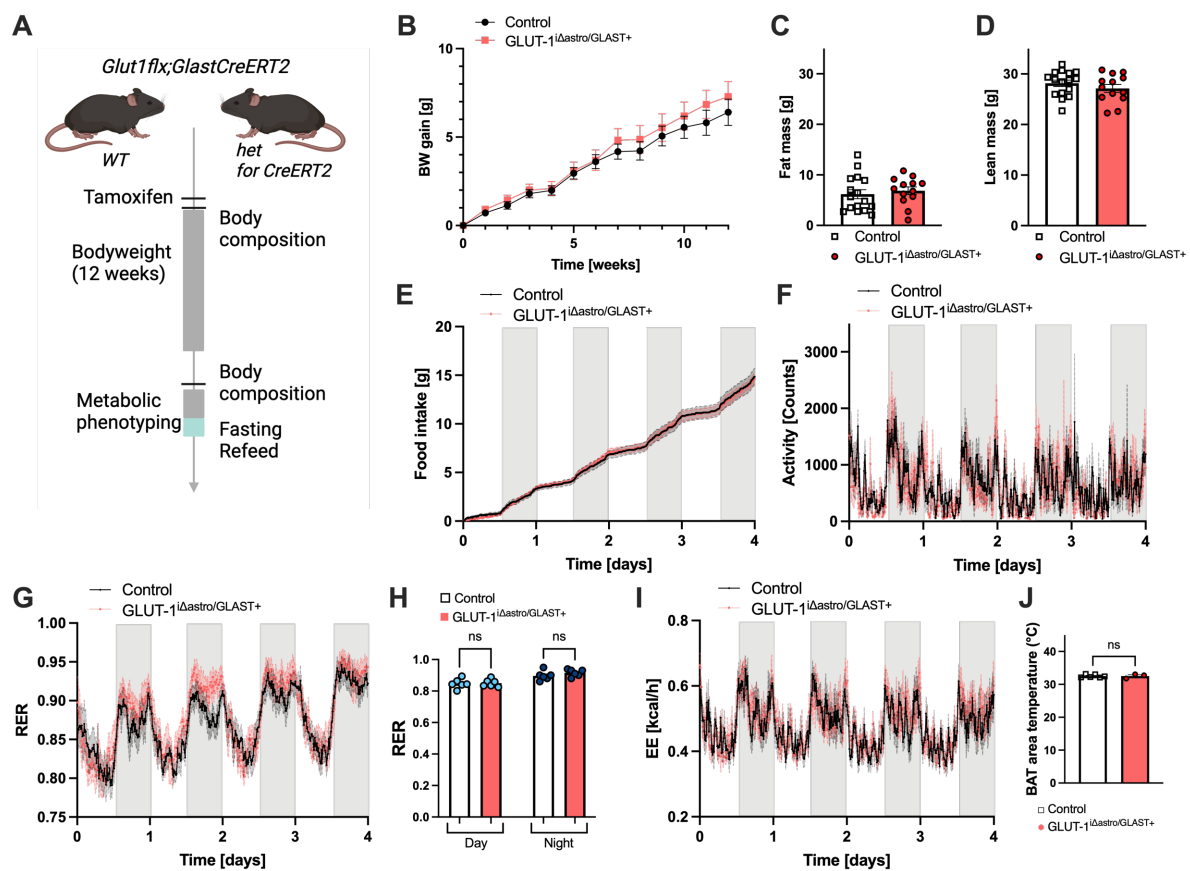 A
Glut1flx;GlastCreERT2
WT
het
for CreERT2
Tamoxifen
Body
composition
Bodyweight
(12 weeks)
Body
composition
Metabolic
phenotyping
Fasting
Refeed
B
Control
GLUT-1iΔastro/GLAST+
BW gain [g]
10
8
6
4
2
0
0
5
10
Time [weeks]
C
Fat mass [g]
30
20
10
0
Control
GLUT-1iΔastro/GLAST+
D
Lean mass [g]
30
20
10
0
Control
GLUT-1iΔastro/GLAST+
E
Control
GLUT-1iΔastro/GLAST+
Food intake [g]
20
15
10
5
0
0
1
2
3
4
Time [days]
F
Control
GLUT-1iΔastro/GLAST+
Activity [Counts]
3000
2000
1000
0
0
1
2
3
4
Time [days]
G
Control
GLUT-1iΔastro/GLAST+
RER
1.00
0.95
0.90
0.85
0.80
0.75
0
1
2
3
4
Time [days]
H
Control
GLUT-1iΔastro/GLAST+
RER
1.0
0.8
0.6
0.4
0.2
0.0
ns
ns
Day
Night
I
Control
GLUT-1iΔastro/GLAST+
EE [kcal/h]
0.8
0.6
0.4
0.2
0
1
2
3
4
Time [days]
J
BAT area temperature (°C)
40
30
20
10
0
ns
Control
GLUT-1iΔastro/GLAST+